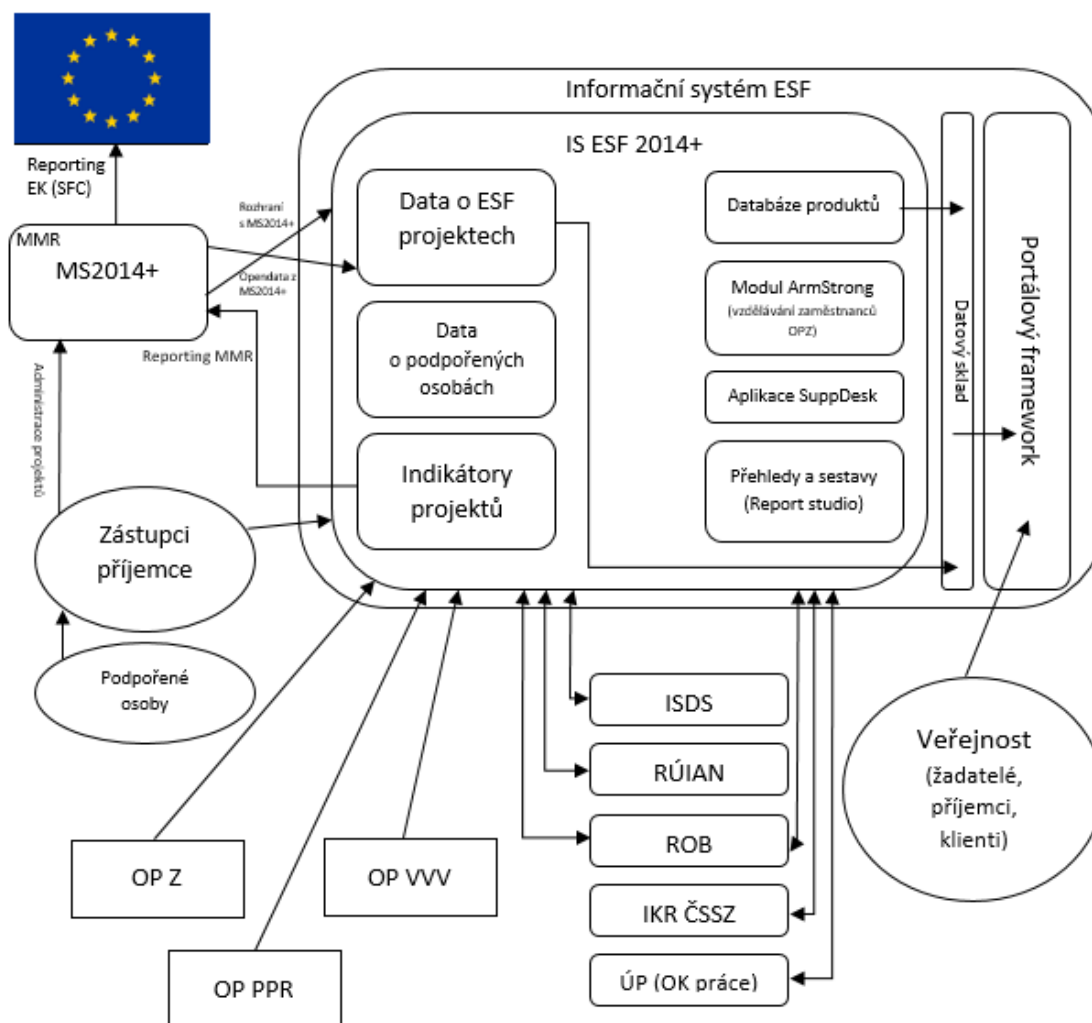 Informační systém ESF
IS ESF 2014+
Reporting
EK (SFC)
Rozhraní
s MS2014+
Data o ESF
projektech
Databáze produktů
MMR
MS2014+
Opendata z
MS2014+
Modul ArmStrong
(vzdělávání zaměstnanců
OPZ)
Reporting MMR
Data
o podpořených
osobách
Aplikace SuppDesk
Datový sklad
Portálový framework
Administrace projektů
Indikátory
projektů
Přehledy a sestavy
(Report studio)
Zástupci
příjemce
Podpořené
osoby
ISDS
RÚIAN
ROB
IKR ČSSZ
ÚP (OK práce)
Veřejnost
(žadatelé,
příjemci,
klienti)
OP Z
OP VVV
OP PPR